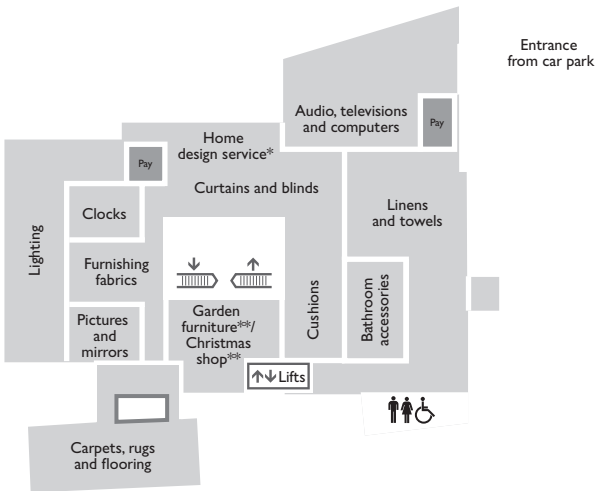 Entrance
from car park
Audio, televisions
and computers
Pay
Home
design service*
Pay
Curtains and blinds
Linens
and towels
Clocks
Lighting
Furnishing
fabrics
Cushions
Bathroom
accessories
Garden
furniture**/
Christmas
shop**
Pictures
and
mirrors
Lifts
Carpets, rugs
and flooring